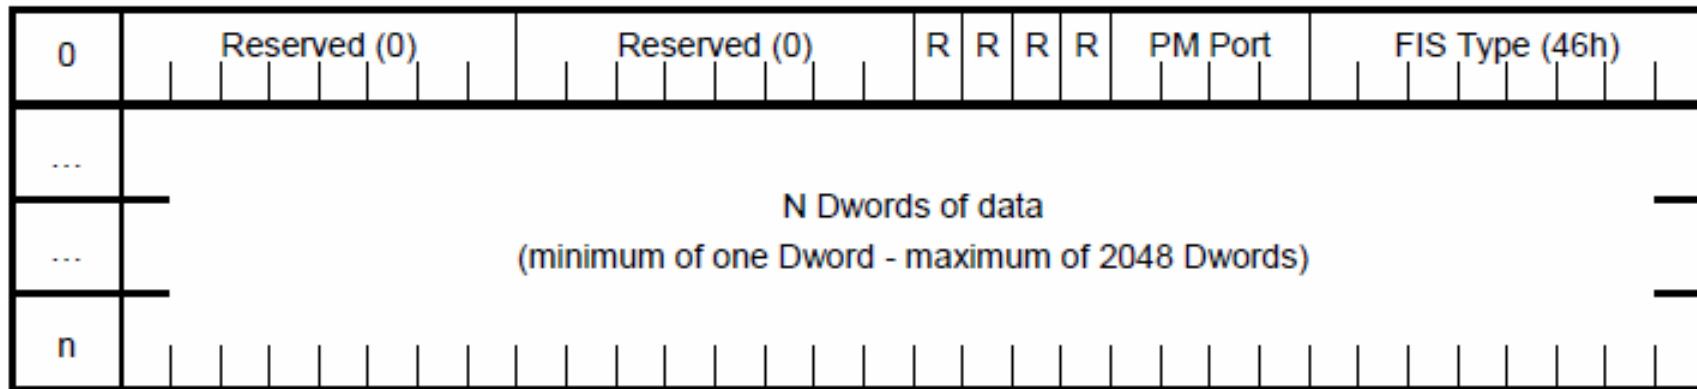 0 Reserved (0) Reserved (0) R R R R PM Port FIS Type (46h)
...
N Dwords of data
...
(minimum of one Dword - maximum of 2048 Dwords)
n